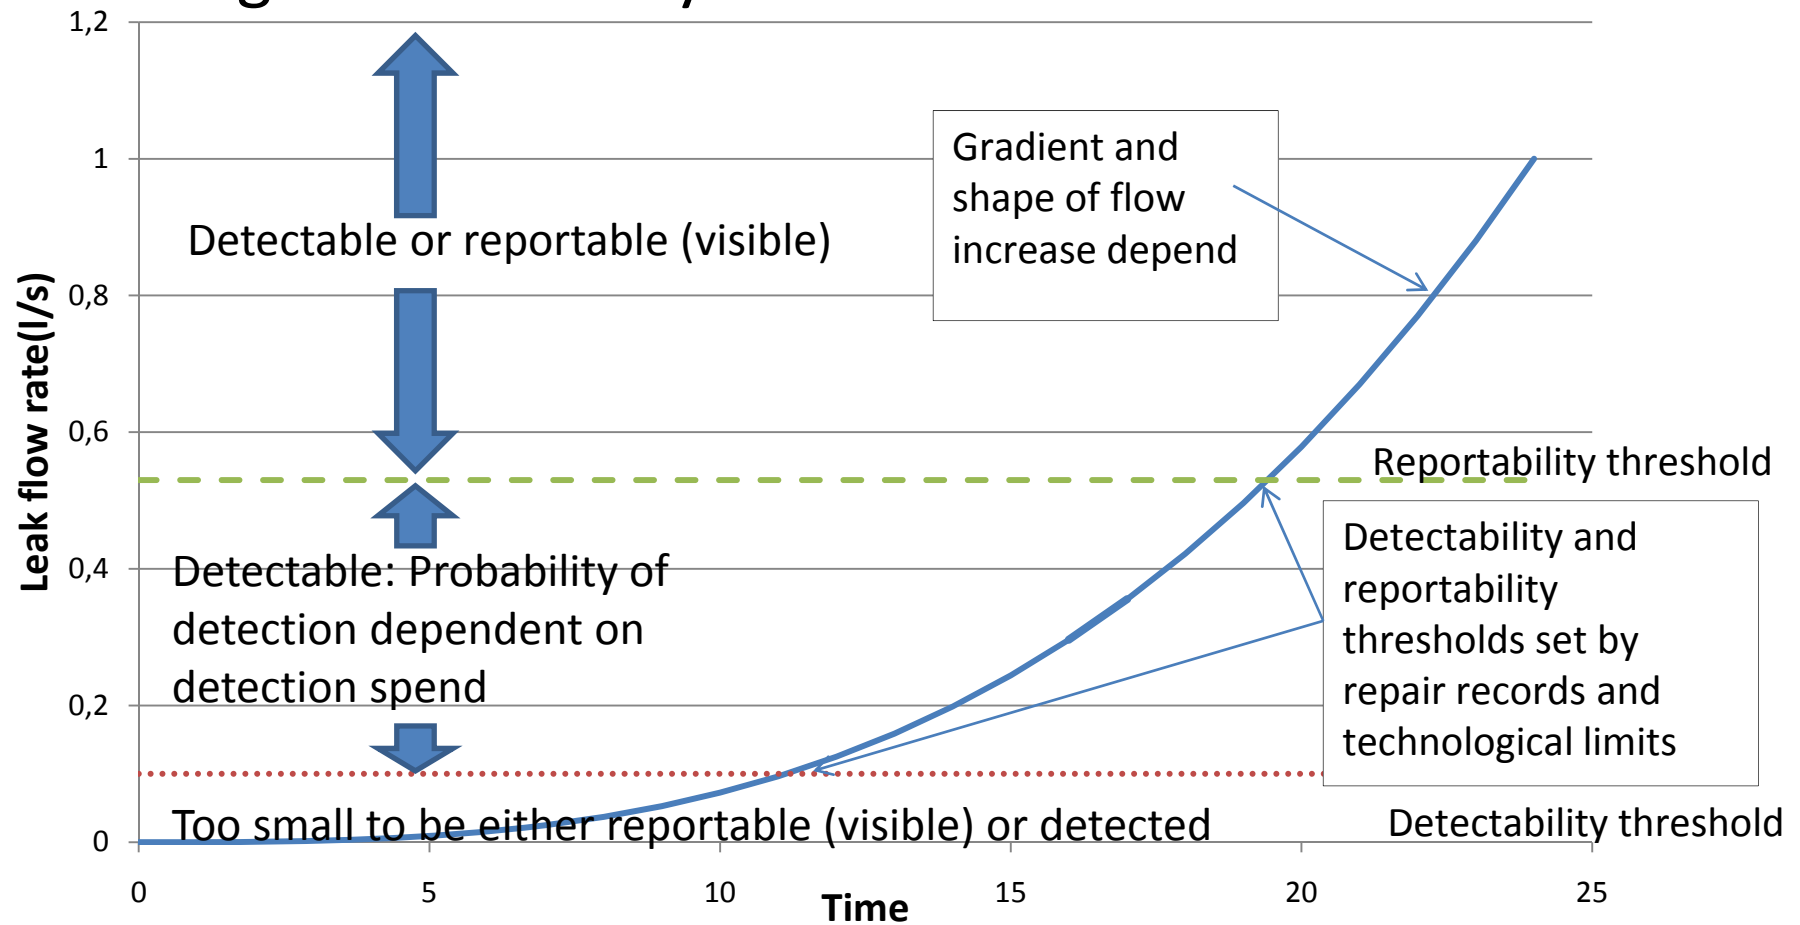 1,2
1
0,8
0,6
0,4
0,2
0
Leak flow rate(l/s)
Detectable or reportable (visible)
Gradient and
shape of flow
increase depend
Reportability threshold
Detectable: Probability of
detection dependent on
detection spend
Detectability and
reportability
thresholds set by
repair records and
technological limits
Too small to be either reportable (visible) or detected
Detectability threshold
0
5
10
15
20
25
Time